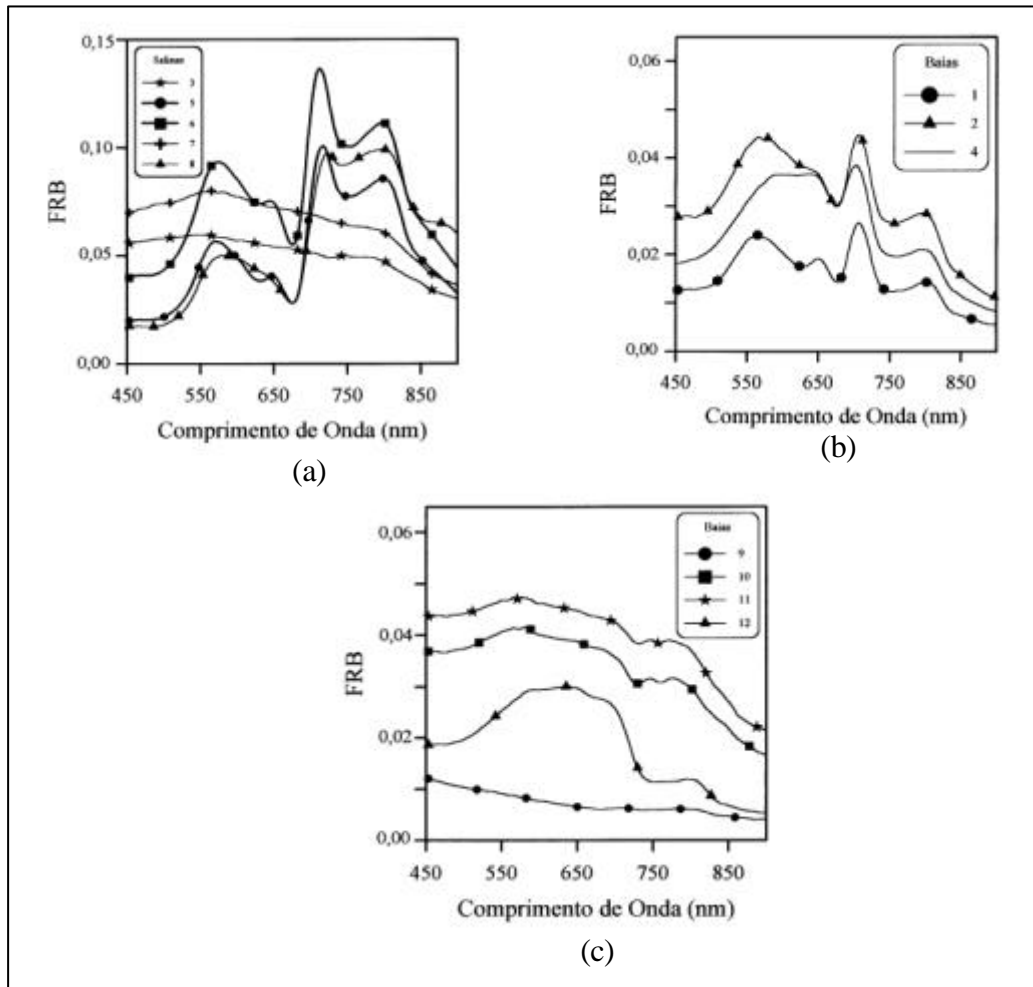 0,15
0,10
0,05
0,00
FRB
Salinas
3
5
6
7
8
450 550 650 750 850
Comprimento de Onda (nm)
(a)
0,06
0,04
0,02
0,00
FRB
Baias
1
2
4
450 550 650 750 850
Comprimento de Onda (nm)
(b)
0,06
0,04
0,02
0,00
FRB
Baias
9
10
11
12
450 550 650 750 850
Comprimento de Onda (nm)
(c)